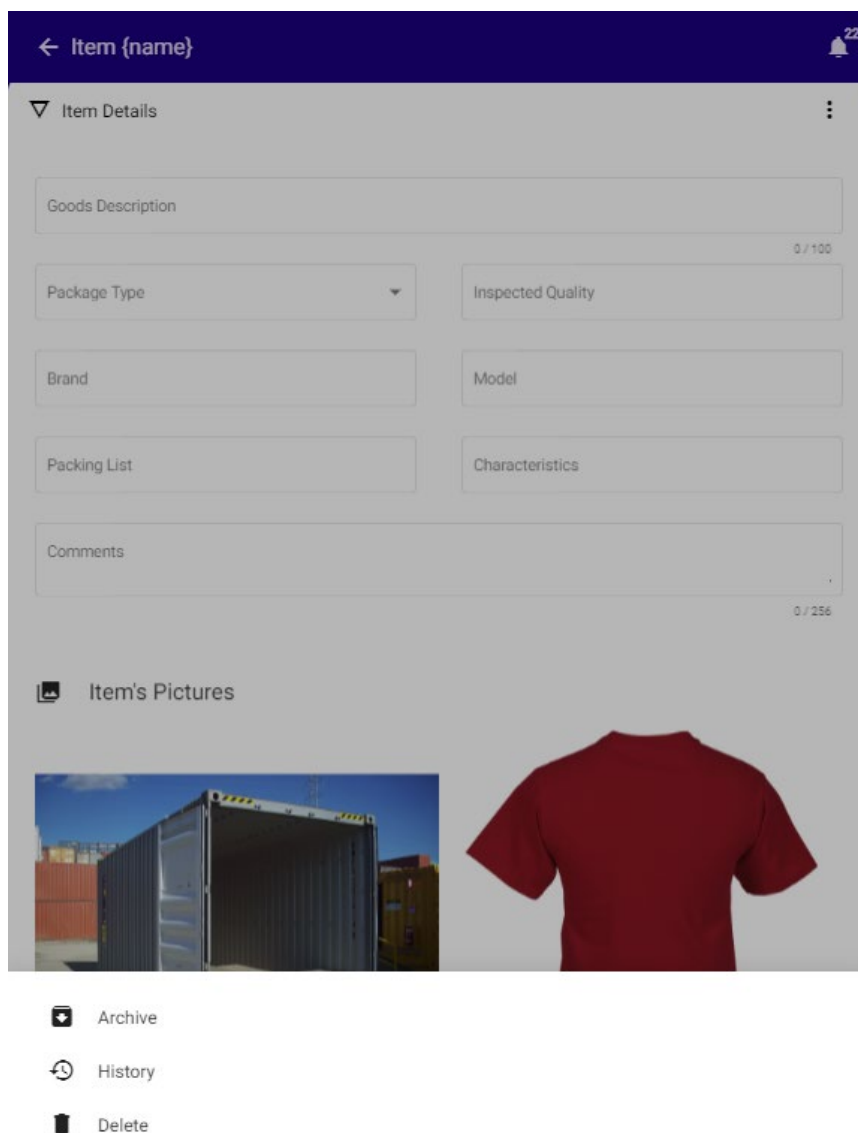 Item {name}
22
Item Details
Goods Description
0 / 100
Package Type
Inspected Quality
Brand
Model
Packing List
Characteristics
Comments
0 / 256
Item's Pictures
Archive
History
Delete